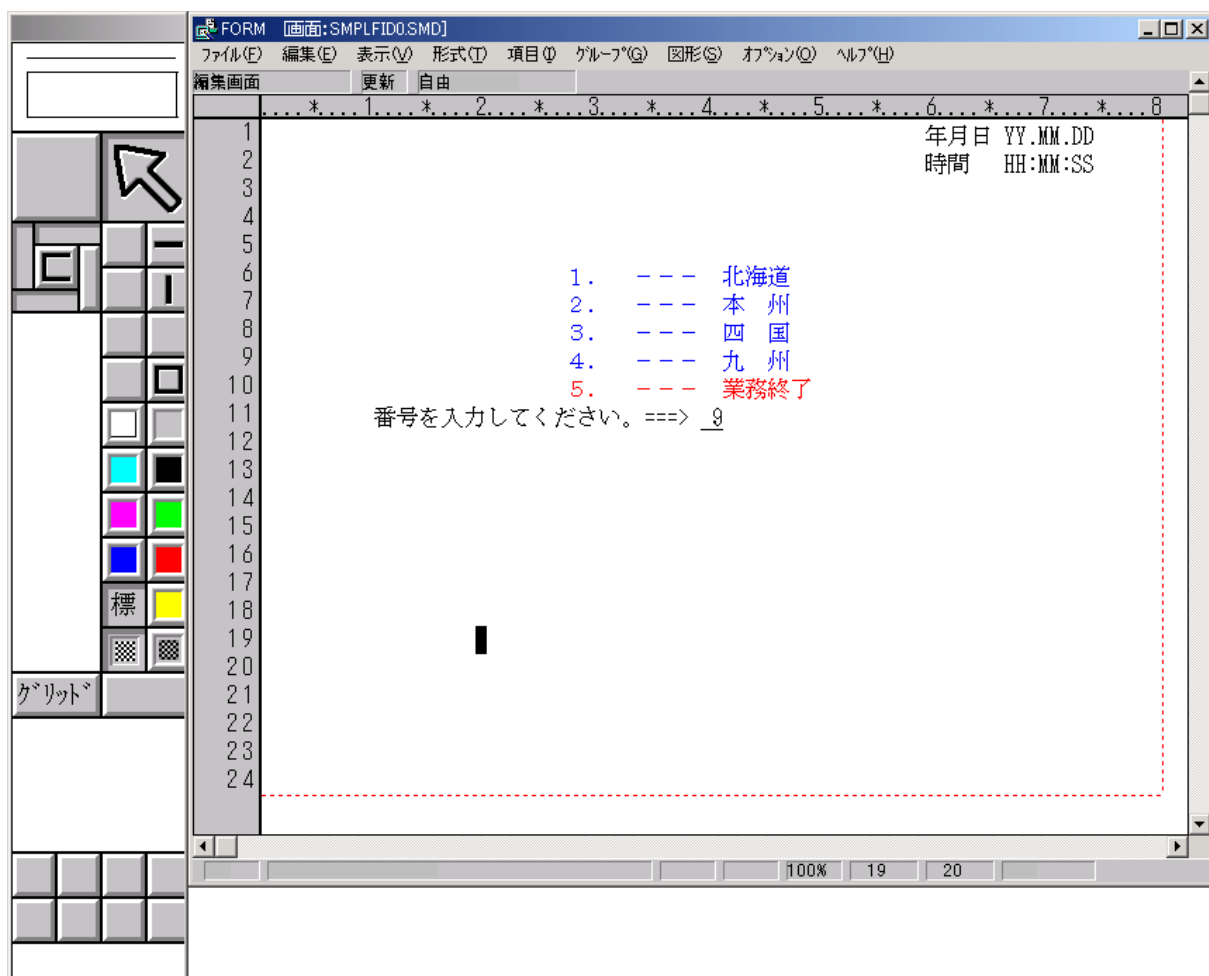 FORM [画面:SMPLFID0.SMD]
ファイル(F) 編集(E) 表示(V) 形式(T) 項目(I) グループ(G) 図形(S) オプション(O) ヘルプ(H)
編集画面 更新 自由
....*....1....*....2....*....3....*....4....*....5....*....6....*....7....*....8
1 年月日 YY.MM.DD
2 時間 HH:MM:SS
3
4
5
6 1. --- 北海道
7 2. --- 本 州
8 3. --- 四 国
9 4. --- 九 州
10 5. --- 業務終了
11 番号を入力してください。===> _9
12
13
14
15
16
17
18
19
20
21
22
23
24
標
グリッド
100% 19 20